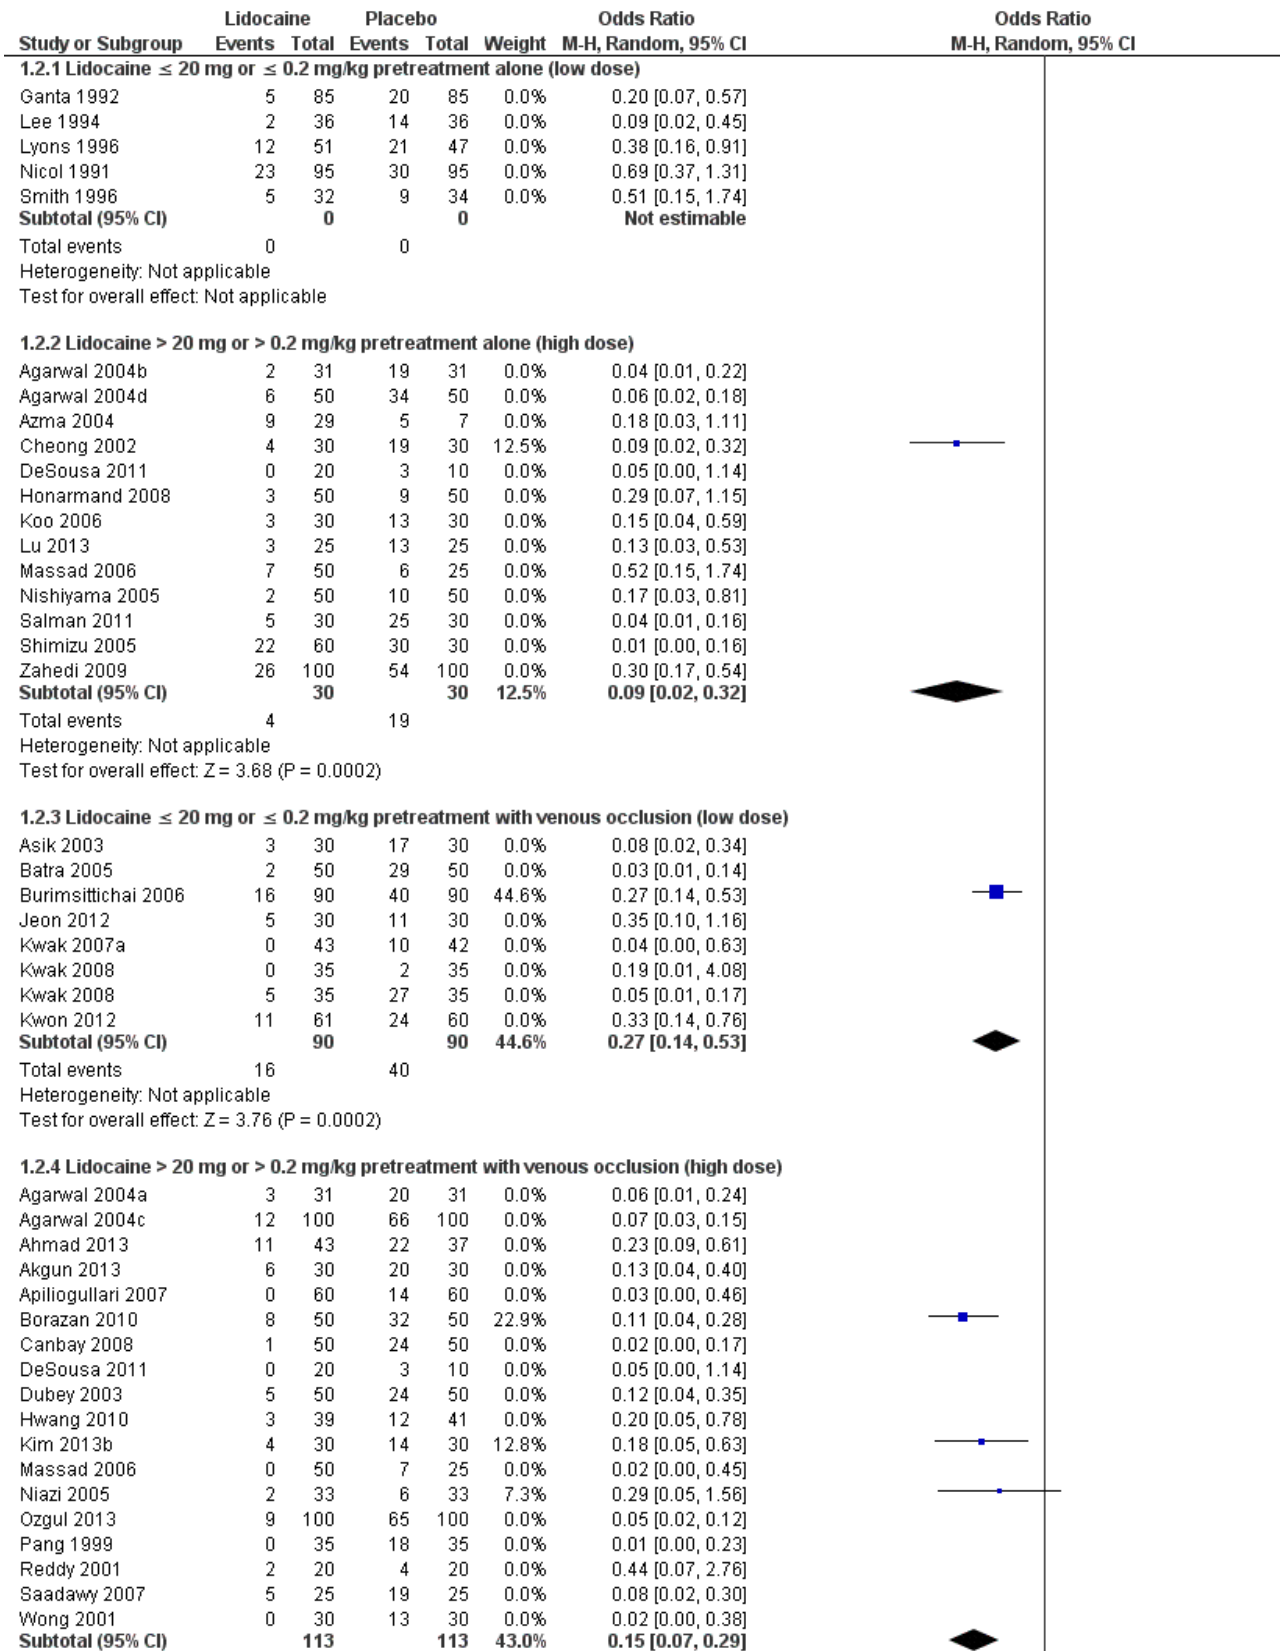 Lidocaine Placebo Odds Ratio Odds Ratio
Study or Subgroup Events Total Events Total Weight M-H, Random, 95% CI M-H, Random, 95% CI
1.2.1 Lidocaine ≤ 20 mg or ≤ 0.2 mg/kg pretreatment alone (low dose)
Ganta 1992 5 85 20 85 0.0% 0.20 [0.07, 0.57]
Lee 1994 2 36 14 36 0.0% 0.09 [0.02, 0.45]
Lyons 1996 12 51 21 47 0.0% 0.38 [0.16, 0.91]
Nicol 1991 23 95 30 95 0.0% 0.69 [0.37, 1.31]
Smith 1996 5 32 9 34 0.0% 0.51 [0.15, 1.74]
Subtotal (95% CI) 0 0 Not estimable
Total events 0 0
Heterogeneity: Not applicable
Test for overall effect: Not applicable
1.2.2 Lidocaine > 20 mg or > 0.2 mg/kg pretreatment alone (high dose)
Agarwal 2004b 2 31 19 31 0.0% 0.04 [0.01, 0.22]
Agarwal 2004d 6 50 34 50 0.0% 0.06 [0.02, 0.18]
Azma 2004 9 29 5 7 0.0% 0.18 [0.03, 1.11]
Cheong 2002 4 30 19 30 12.5% 0.09 [0.02, 0.32]
DeSousa 2011 0 20 3 10 0.0% 0.05 [0.00, 1.14]
Honarmand 2008 3 50 9 50 0.0% 0.29 [0.07, 1.15]
Koo 2006 3 30 13 30 0.0% 0.15 [0.04, 0.59]
Lu 2013 3 25 13 25 0.0% 0.13 [0.03, 0.53]
Massad 2006 7 50 6 25 0.0% 0.52 [0.15, 1.74]
Nishiyama 2005 2 50 10 50 0.0% 0.17 [0.03, 0.81]
Salman 2011 5 30 25 30 0.0% 0.04 [0.01, 0.16]
Shimizu 2005 22 60 30 30 0.0% 0.01 [0.00, 0.16]
Zahedi 2009 26 100 54 100 0.0% 0.30 [0.17, 0.54]
Subtotal (95% CI) 30 30 12.5% 0.09 [0.02, 0.32]
Total events 4 19
Heterogeneity: Not applicable
Test for overall effect: Z = 3.68 (P = 0.0002)
1.2.3 Lidocaine ≤ 20 mg or ≤ 0.2 mg/kg pretreatment with venous occlusion (low dose)
Asik 2003 3 30 17 30 0.0% 0.08 [0.02, 0.34]
Batra 2005 2 50 29 50 0.0% 0.03 [0.01, 0.14]
Burimsittichai 2006 16 90 40 90 44.6% 0.27 [0.14, 0.53]
Jeon 2012 5 30 11 30 0.0% 0.35 [0.10, 1.16]
Kwak 2007a 0 43 10 42 0.0% 0.04 [0.00, 0.63]
Kwak 2008 0 35 2 35 0.0% 0.19 [0.01, 4.08]
Kwak 2008 5 35 27 35 0.0% 0.05 [0.01, 0.17]
Kwon 2012 11 61 24 60 0.0% 0.33 [0.14, 0.76]
Subtotal (95% CI) 90 90 44.6% 0.27 [0.14, 0.53]
Total events 16 40
Heterogeneity: Not applicable
Test for overall effect: Z = 3.76 (P = 0.0002)
1.2.4 Lidocaine > 20 mg or > 0.2 mg/kg pretreatment with venous occlusion (high dose)
Agarwal 2004a 3 31 20 31 0.0% 0.06 [0.01, 0.24]
Agarwal 2004c 12 100 66 100 0.0% 0.07 [0.03, 0.15]
Ahmad 2013 11 43 22 37 0.0% 0.23 [0.09, 0.61]
Akgun 2013 6 30 20 30 0.0% 0.13 [0.04, 0.40]
Apiliogullari 2007 0 60 14 60 0.0% 0.03 [0.00, 0.46]
Borazan 2010 8 50 32 50 22.9% 0.11 [0.04, 0.28]
Canbay 2008 1 50 24 50 0.0% 0.02 [0.00, 0.17]
DeSousa 2011 0 20 3 10 0.0% 0.05 [0.00, 1.14]
Dubey 2003 5 50 24 50 0.0% 0.12 [0.04, 0.35]
Hwang 2010 3 39 12 41 0.0% 0.20 [0.05, 0.78]
Kim 2013b 4 30 14 30 12.8% 0.18 [0.05, 0.63]
Massad 2006 0 50 7 25 0.0% 0.02 [0.00, 0.45]
Niazi 2005 2 33 6 33 7.3% 0.29 [0.05, 1.56]
Ozgul 2013 9 100 65 100 0.0% 0.05 [0.02, 0.12]
Pang 1999 0 35 18 35 0.0% 0.01 [0.00, 0.23]
Reddy 2001 2 20 4 20 0.0% 0.44 [0.07, 2.76]
Saadawy 2007 5 25 19 25 0.0% 0.08 [0.02, 0.30]
Wong 2001 0 30 13 30 0.0% 0.02 [0.00, 0.38]
Subtotal (95% CI) 113 113 43.0% 0.15 [0.07, 0.29]